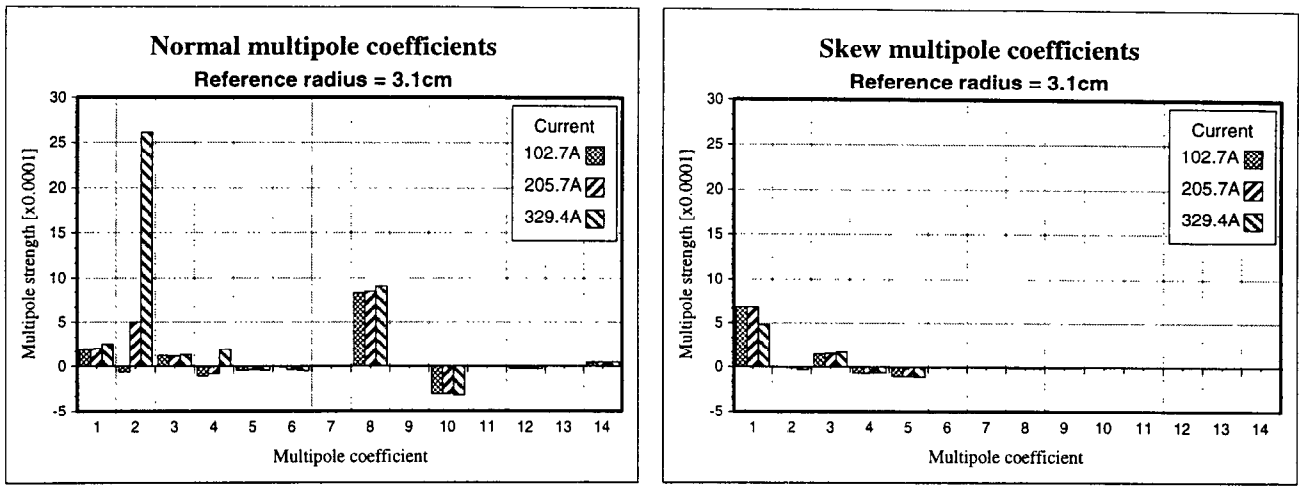 Normal multipole coefficients
Reference radius = 3.1cm
30
25
20
15
10
5
0
-5
Multipole strength [x0.0001]
Current
102.7A
205.7A
329.4A
1 2 3 4 5 6 7 8 9 10 11 12 13 14
Multipole coefficient
Skew multipole coefficients
Reference radius = 3.1cm
30
25
20
15
10
5
0
-5
Multipole strength [x0.0001]
Current
102.7A
205.7A
329.4A
1 2 3 4 5 6 7 8 9 10 11 12 13 14
Multipole coefficient